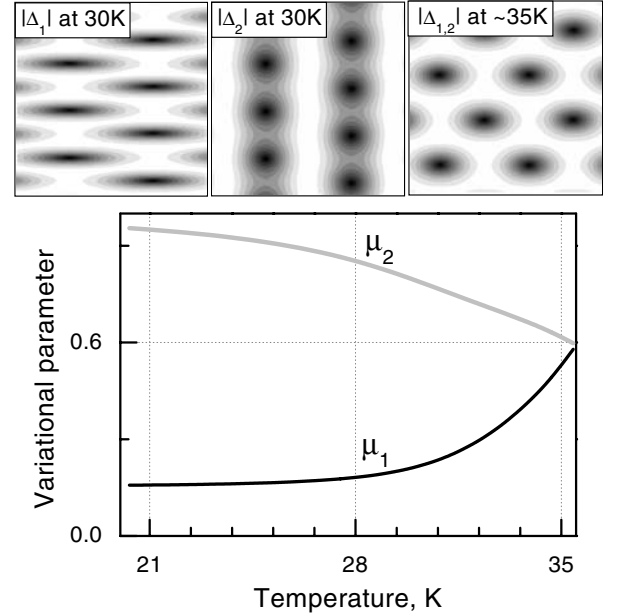 |Δ₁| at 30K
|Δ₂| at 30K
|Δ₁,₂| at ~35K
μ₂
0.6
Variational parameter
μ₁
0.0
21 28 35
Temperature, K